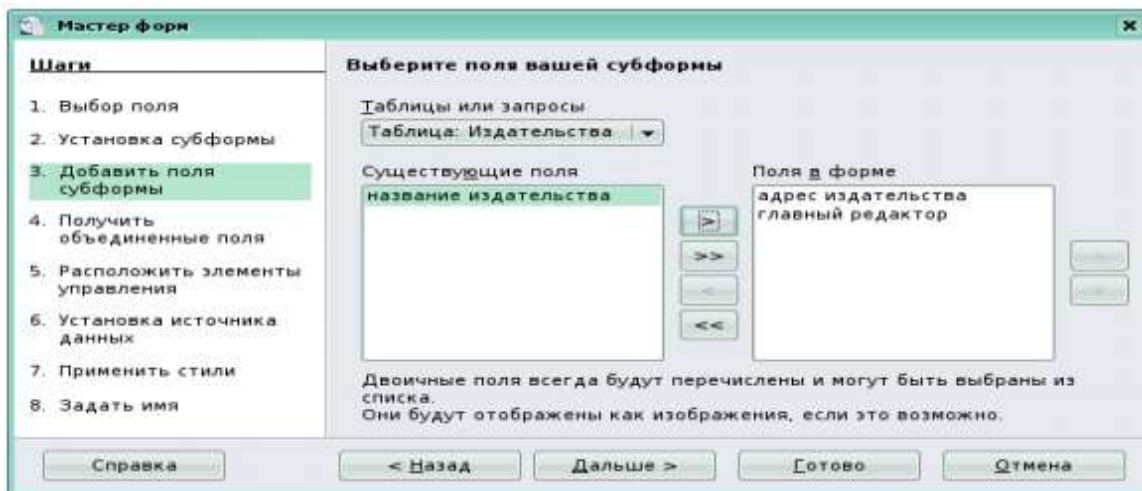 Мастер форм
Шаги
1. Выбор поля
2. Установка субформы
3. Добавить поля
субформы
4. Получить
объединенные поля
5. Расположить элементы
управления
6. Установка источника
данных
7. Применить стили
8. Задать имя
Выберите поля вашей субформы
Таблицы или запросы
Таблица: Издательства
Существующие поля
название издательства
>
>>
<
<<
Поля в форме
адрес издательства
главный редактор
Двоичные поля всегда будут перечислены и могут быть выбраны из
списка.
Они будут отображены как изображения, если это возможно.
Справка
< Назад
Дальше >
Готово
Отмена